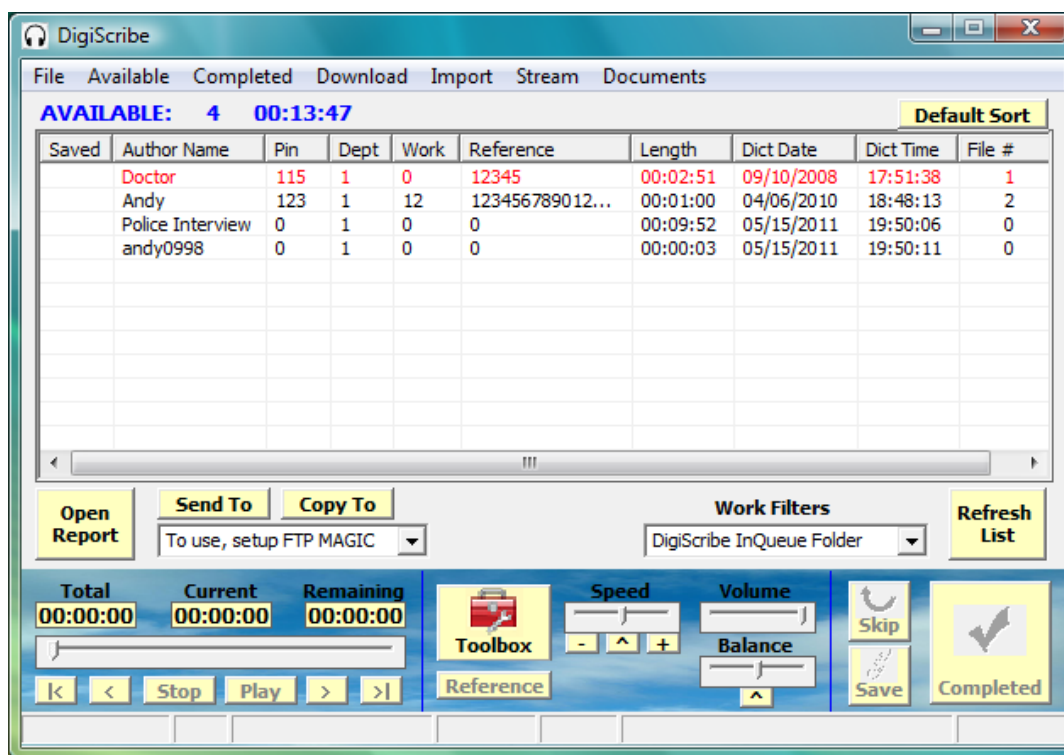 DigiScribe
File Available Completed Download Import Stream Documents
AVAILABLE: 4 00:13:47 Default Sort
Saved Author Name Pin Dept Work Reference Length Dict Date Dict Time File #
Doctor 115 1 0 12345 00:02:51 09/10/2008 17:51:38 1
Andy 123 1 12 123456789012... 00:01:00 04/06/2010 18:48:13 2
Police Interview 0 1 0 0 00:09:52 05/15/2011 19:50:06 0
andy0998 0 1 0 0 00:00:03 05/15/2011 19:50:11 0
Open Report
Send To Copy To
To use, setup FTP MAGIC
Work Filters
DigiScribe InQueue Folder
Refresh List
Total Current Remaining
00:00:00 00:00:00 00:00:00
|< < Stop Play > >|
Toolbox
Reference
Speed
- ^ +
Volume
Balance
^
Skip
Save
Completed